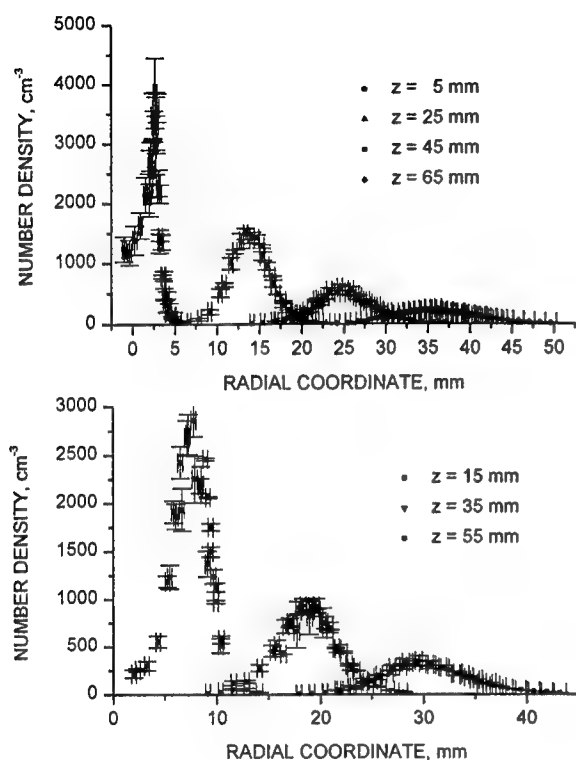 5000
4000
3000
2000
1000
0
NUMBER DENSITY, cm-3
z = 5 mm
z = 25 mm
z = 45 mm
z = 65 mm
0 5 10 15 20 25 30 35 40 45 50
RADIAL COORDINATE, mm
3000
2500
2000
1500
1000
500
0
NUMBER DENSITY, cm-3
z = 15 mm
z = 35 mm
z = 55 mm
0 10 20 30 40
RADIAL COORDINATE, mm